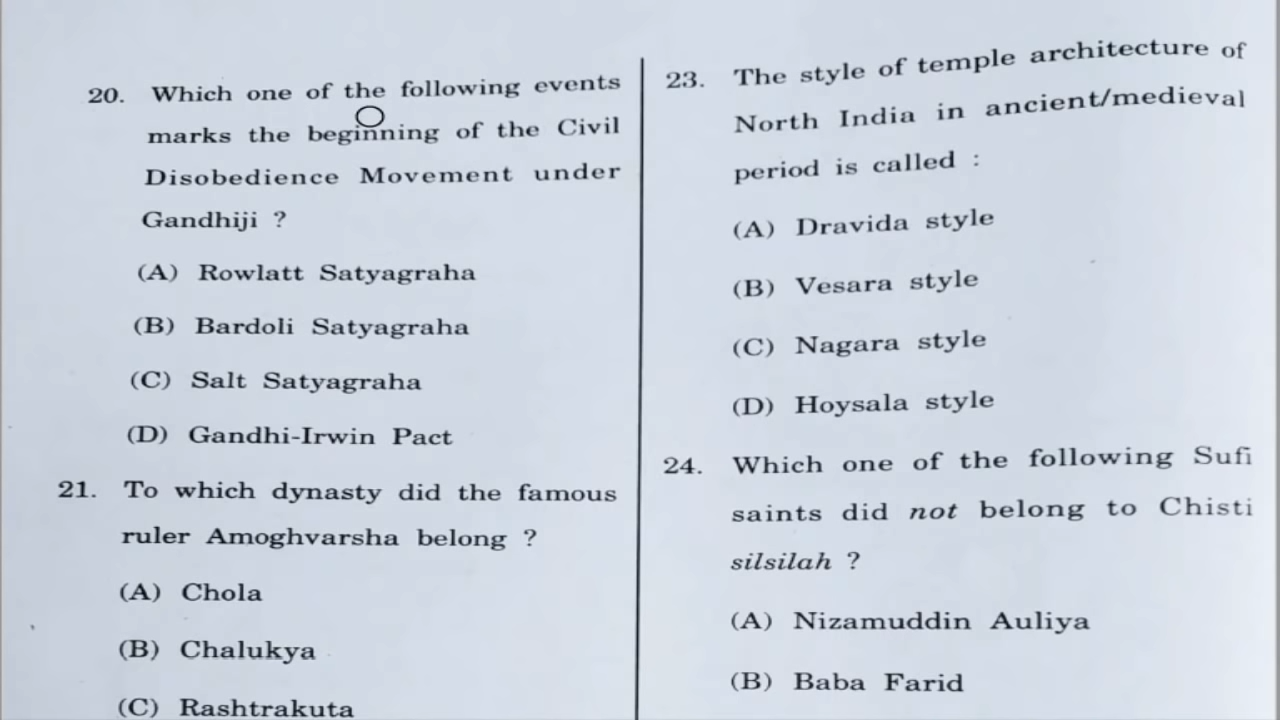 20. Which one of the following events
marks the beginning of the Civil
Disobedience Movement under
Gandhiji ?
(A) Rowlatt Satyagraha
(B) Bardoli Satyagraha
(C) Salt Satyagraha
(D) Gandhi-Irwin Pact
21. To which dynasty did the famous
ruler Amoghvarsha belong ?
(A) Chola
(B) Chalukya
(C) Rashtrakuta
23. The style of temple architecture of
North India in ancient/medieval
period is called :
(A) Dravida style
(B) Vesara style
(C) Nagara style
(D) Hoysala style
24. Which one of the following Sufi
saints did not belong to Chisti
silsilah ?
(A) Nizamuddin Auliya
(B) Baba Farid